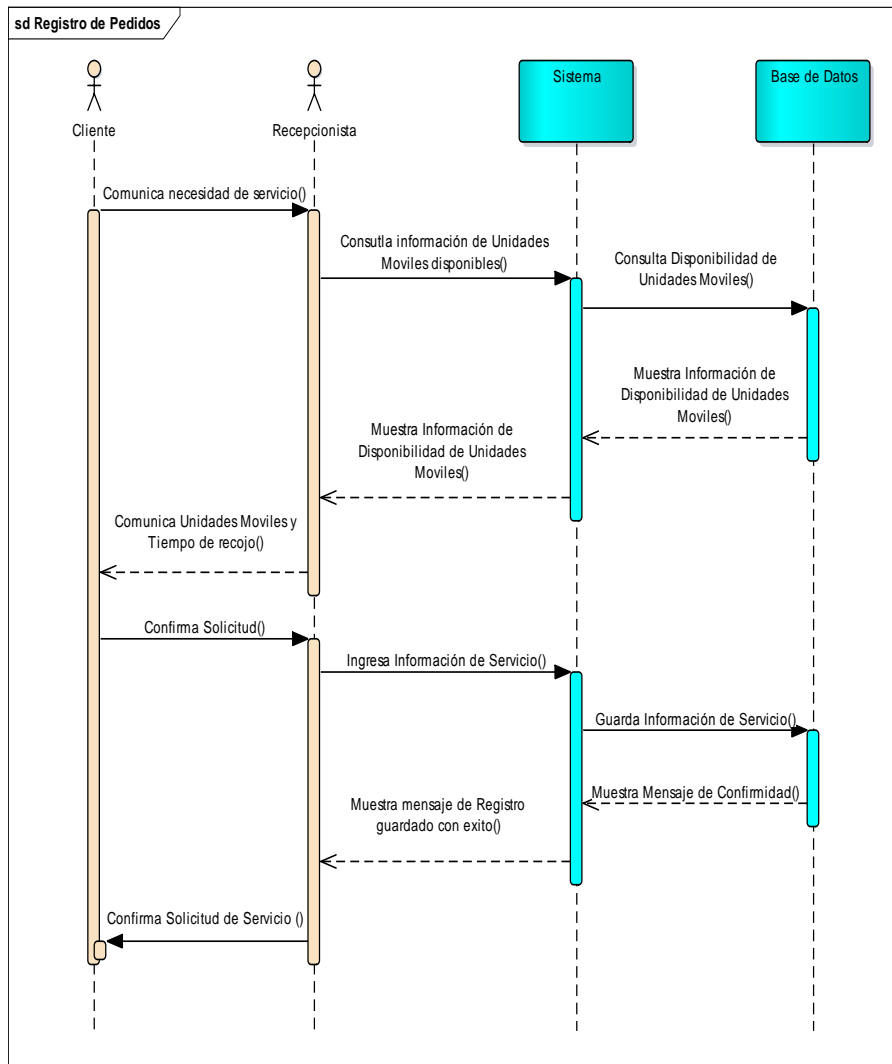 sd Registro de Pedidos
Cliente
Recepcionista
Sistema
Base de Datos
Comunica necesidad de servicio()
Consutla información de Unidades
Moviles disponibles()
Consulta Disponibilidad de
Unidades Moviles()
Muestra Información de
Disponibilidad de Unidades
Moviles()
Muestra Información de
Disponibilidad de Unidades
Moviles()
Comunica Unidades Moviles y
Tiempo de recojo()
Confirma Solicitud()
Ingresa Información de Servicio()
Guarda Información de Servicio()
Muestra Mensaje de Confirmidad()
Muestra mensaje de Registro
guardado con exito()
Confirma Solicitud de Servicio ()